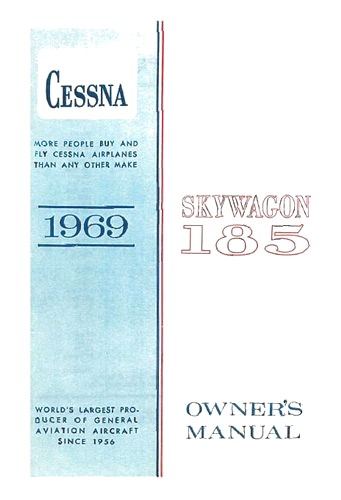 CESSNA
MORE PEOPLE BUY AND
FLY CESSNA AIRPLANES
THAN ANY OTHER MAKE
1969
SKYWAGON
185
WORLD'S LARGEST PRO-
DUCER OF GENERAL
AVIATION AIRCRAFT
SINCE 1956
OWNER'S
MANUAL